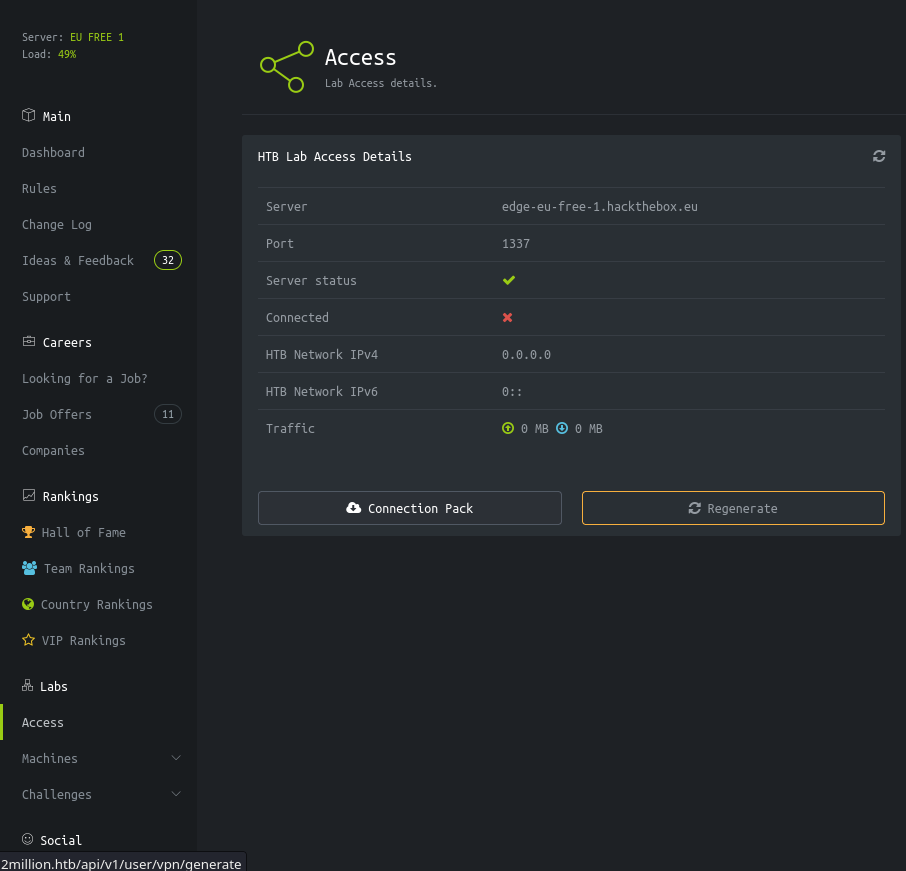 Server: EU FREE 1
Load: 49%
Main
Dashboard
Rules
Change Log
Ideas & Feedback 32
Support
Careers
Looking for a Job?
Job Offers 11
Companies
Rankings
Hall of Fame
Team Rankings
Country Rankings
VIP Rankings
Labs
Access
Machines
Challenges
Social
2million.htb/api/v1/user/vpn/generate
Access
Lab Access details.
HTB Lab Access Details
Server edge-eu-free-1.hackthebox.eu
Port 1337
Server status
Connected
HTB Network IPv4 0.0.0.0
HTB Network IPv6 0::
Traffic 0 MB 0 MB
Connection Pack Regenerate